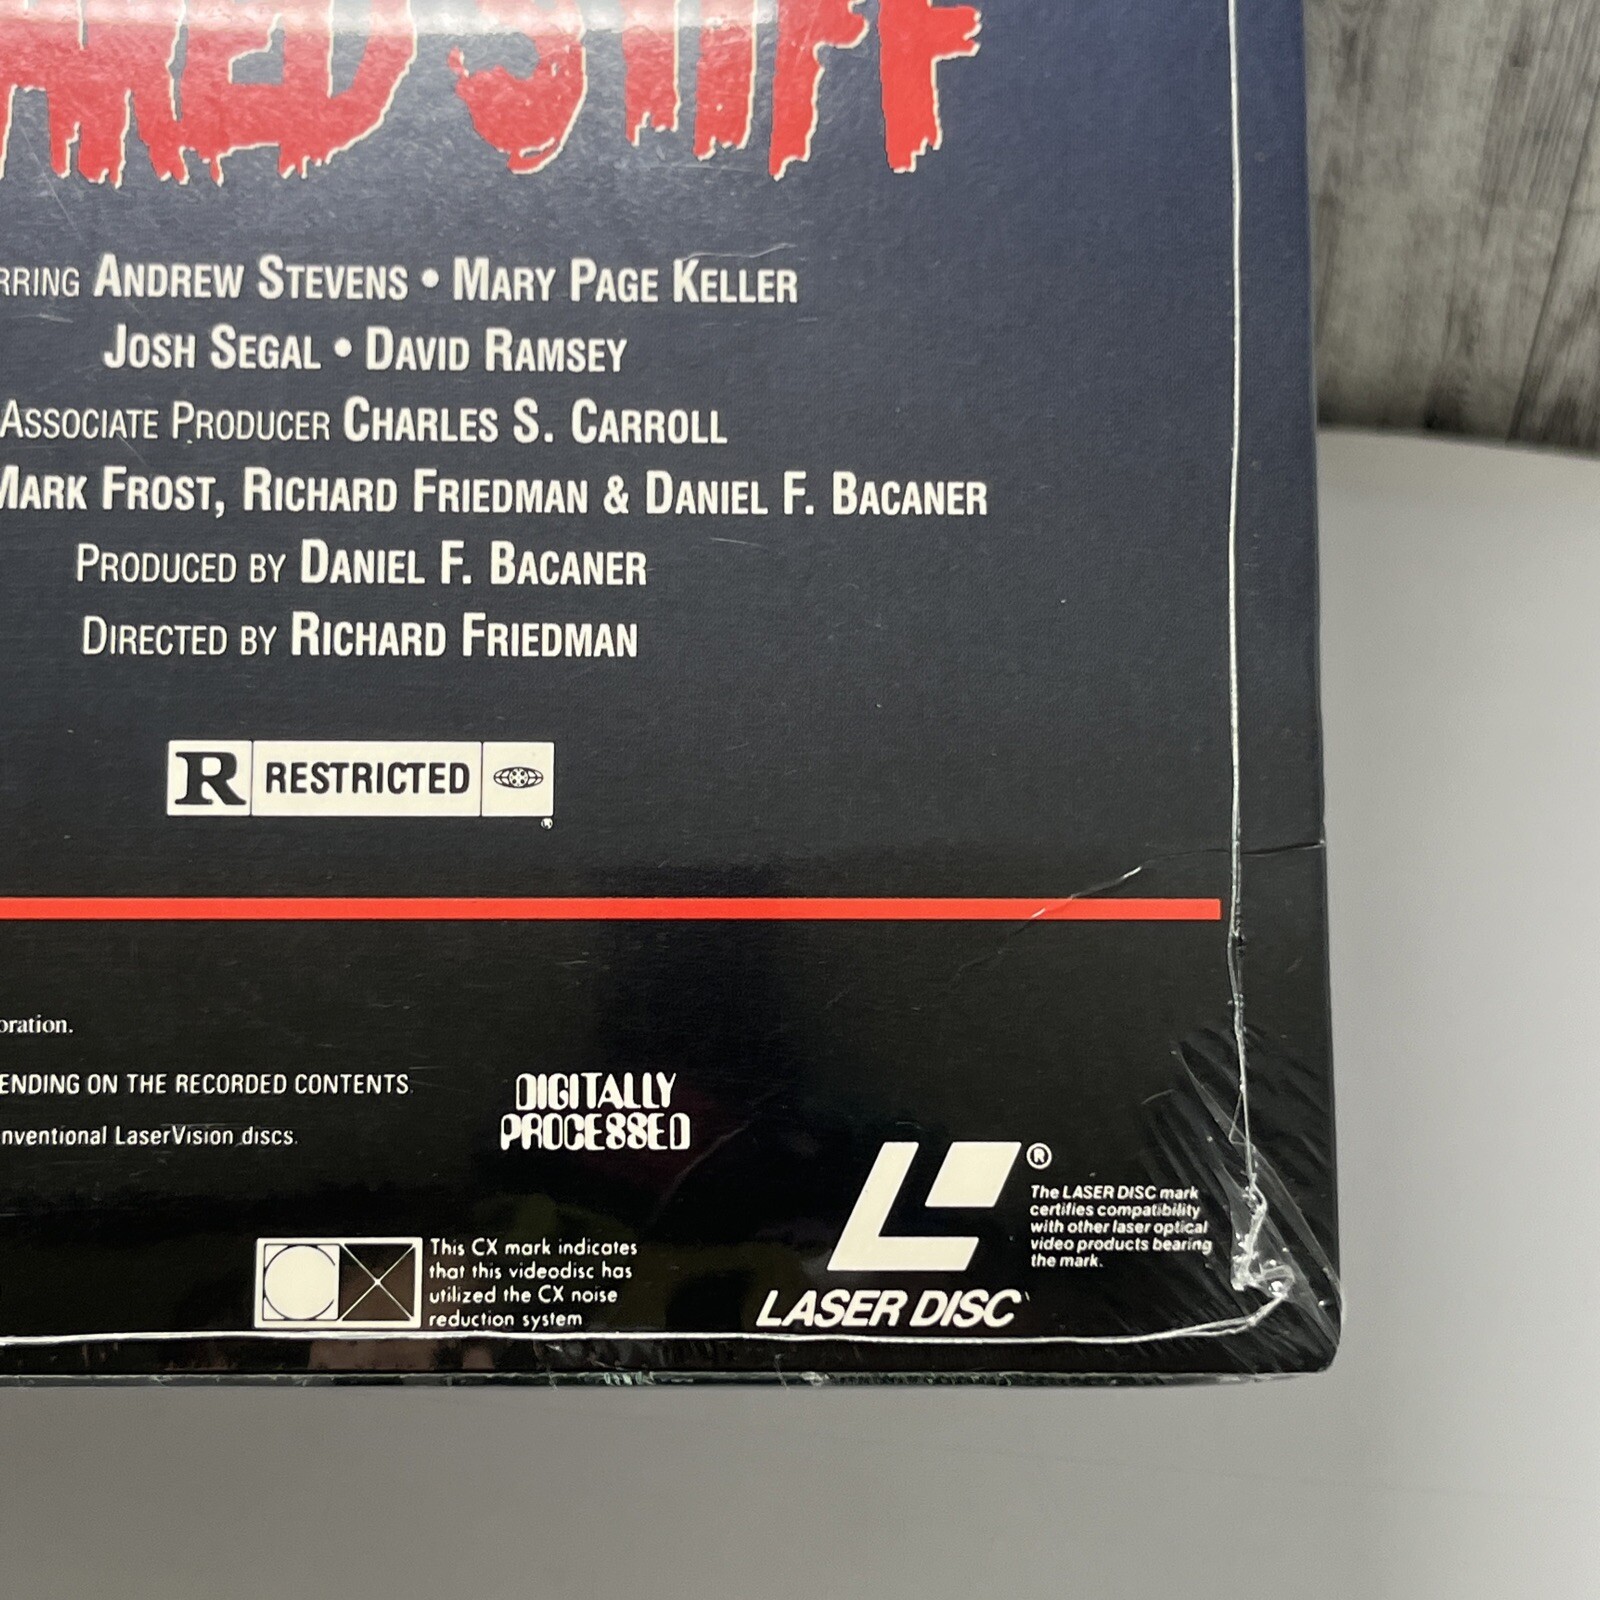 ARED STIFF
RRING ANDREW STEVENS • MARY PAGE KELLER
JOSH SEGAL • DAVID RAMSEY
ASSOCIATE PRODUCER CHARLES S. CARROLL
MARK FROST, RICHARD FRIEDMAN & DANIEL F. BACANER
PRODUCED BY DANIEL F. BACANER
DIRECTED BY RICHARD FRIEDMAN
R RESTRICTED
®
oration.
ENDING ON THE RECORDED CONTENTS.
nventional LaserVision discs.
DIGITALLY
PROCESSED
This CX mark indicates
that this videodisc has
utilized the CX noise
reduction system
®
The LASER DISC mark
certifies compatibility
with other laser optical
video products bearing
the mark.
LASER DISC